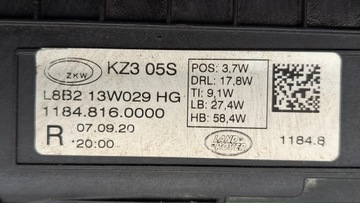 ZKW
KZ3 05S
L8B2 13W029 HG
1184.816.0000
R
07.09.20
20:00
POS: 3.7W
DRL: 17,8W
TI: 9,1W
LB: 27,4W
HB: 58,4W
LAND-ROVER
1184.8